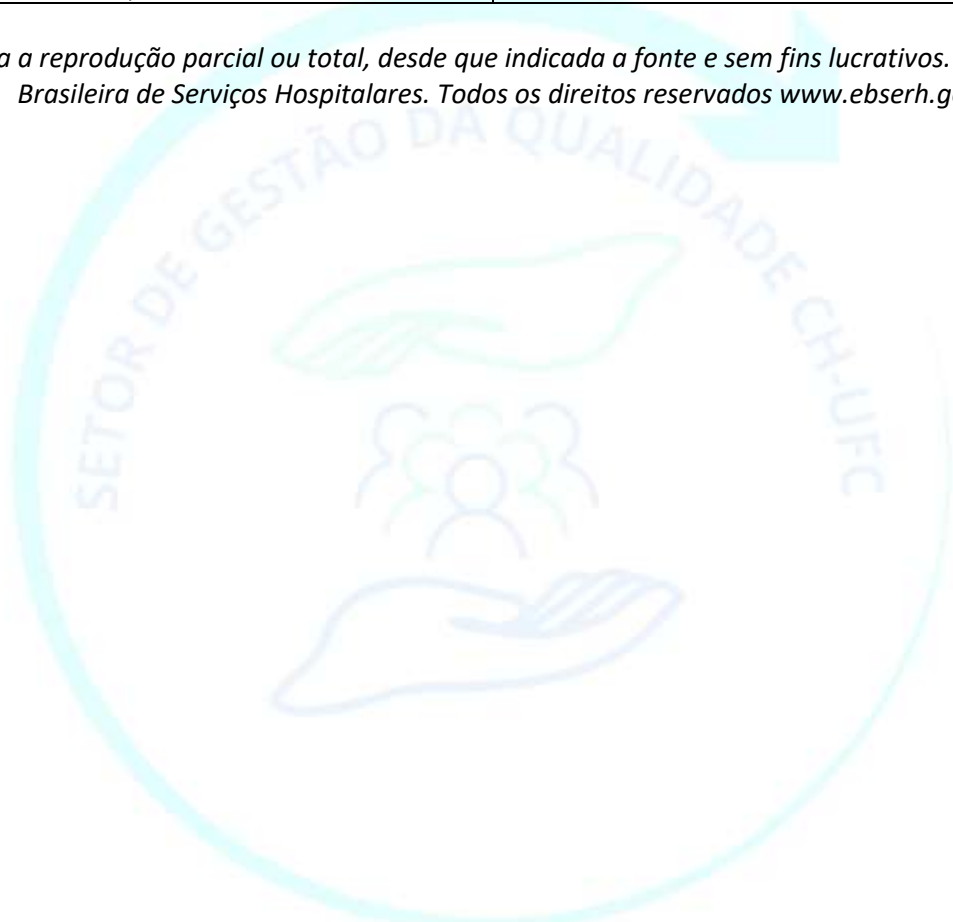 a a reprodução parcial ou total, desde que indicada a fonte e sem fins lucrativos.
Brasileira de Serviços Hospitalares. Todos os direitos reservados www.ebserh.g
SETOR DE GESTÃO DA QUALIDADE CH-UFC